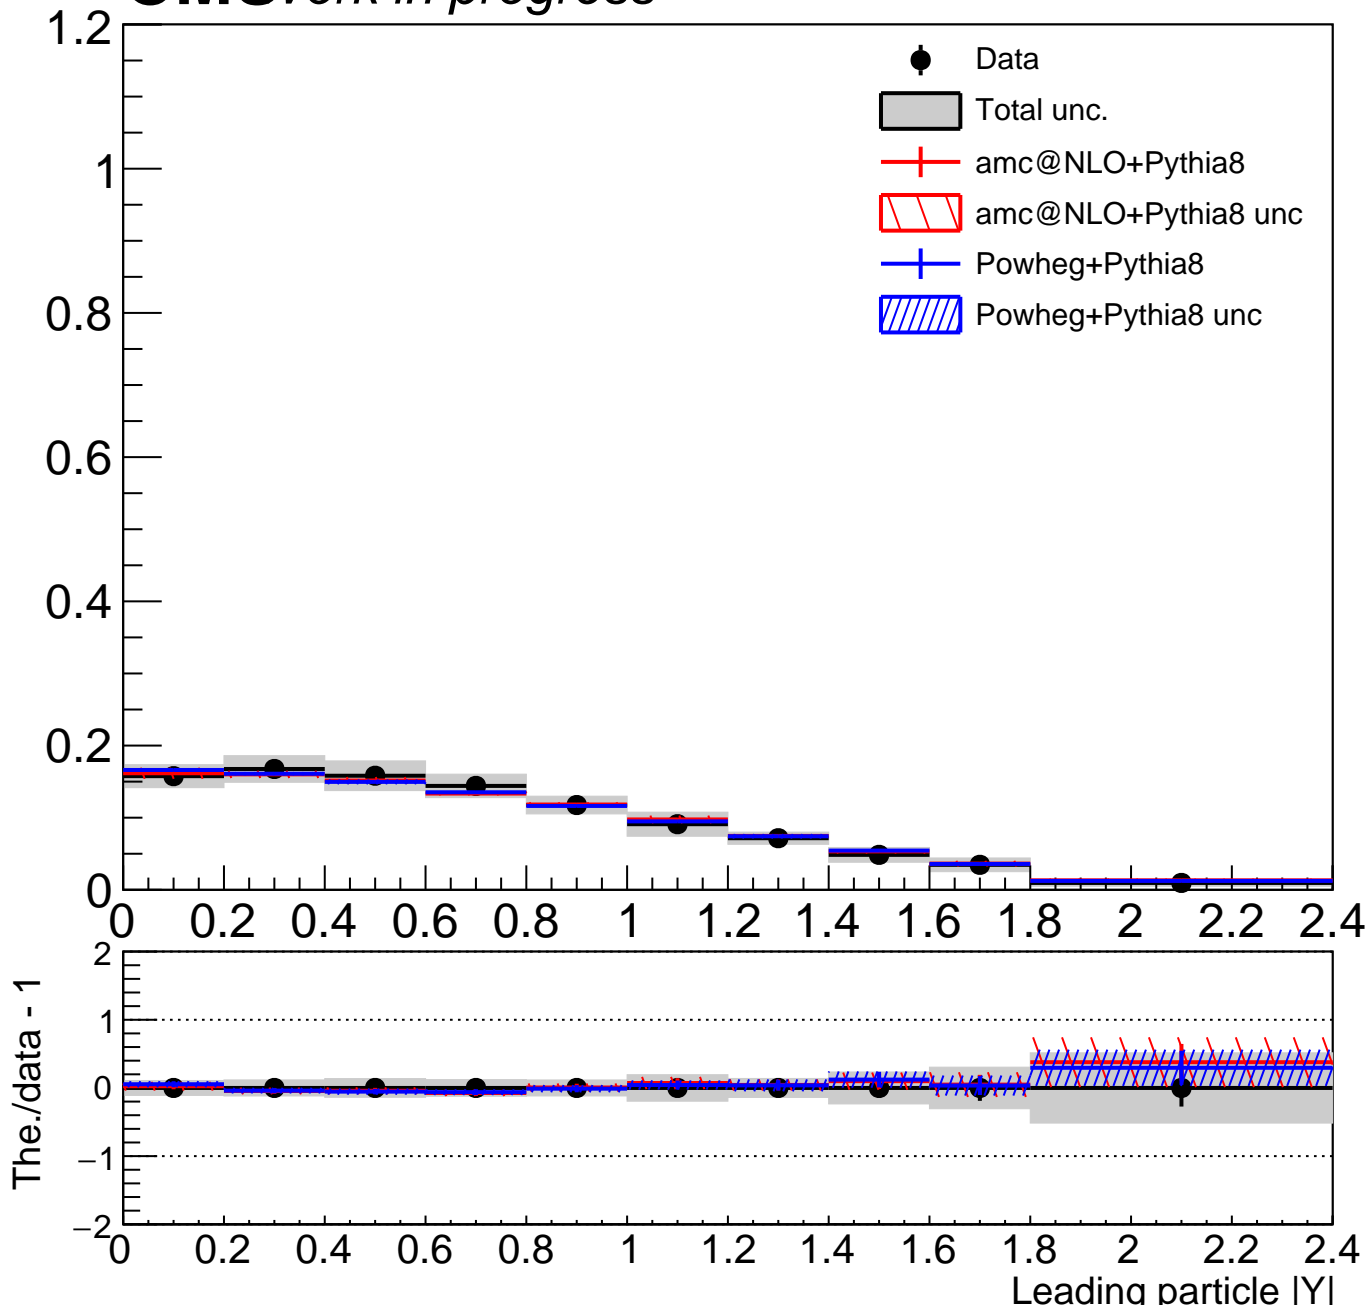 CMS Work in progress
1.2
1
0.8
0.6
0.4
0.2
0
Data
Total unc.
amc@NLO+Pythia8
amc@NLO+Pythia8 unc
Powheg+Pythia8
Powheg+Pythia8 unc
0 0.2 0.4 0.6 0.8 1 1.2 1.4 1.6 1.8 2 2.2 2.4
The./data - 1
2
1
0
−1
−2
0 0.2 0.4 0.6 0.8 1 1.2 1.4 1.6 1.8 2 2.2 2.4
Leading particle |Y|